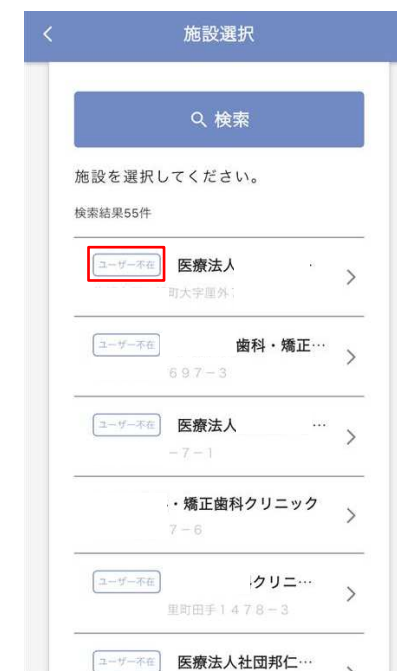 施設選択
検索
施設を選択してください。
検索結果55件
ユーザー不在 医療法人
町大字厘外
ユーザー不在 歯科・矯正…
697-3
ユーザー不在 医療法人 …
-7-1
・矯正歯科クリニック
7-6
ユーザー不在 クリニ…
里町田手1478-3
ユーザー不在 医療法人社団邦仁…